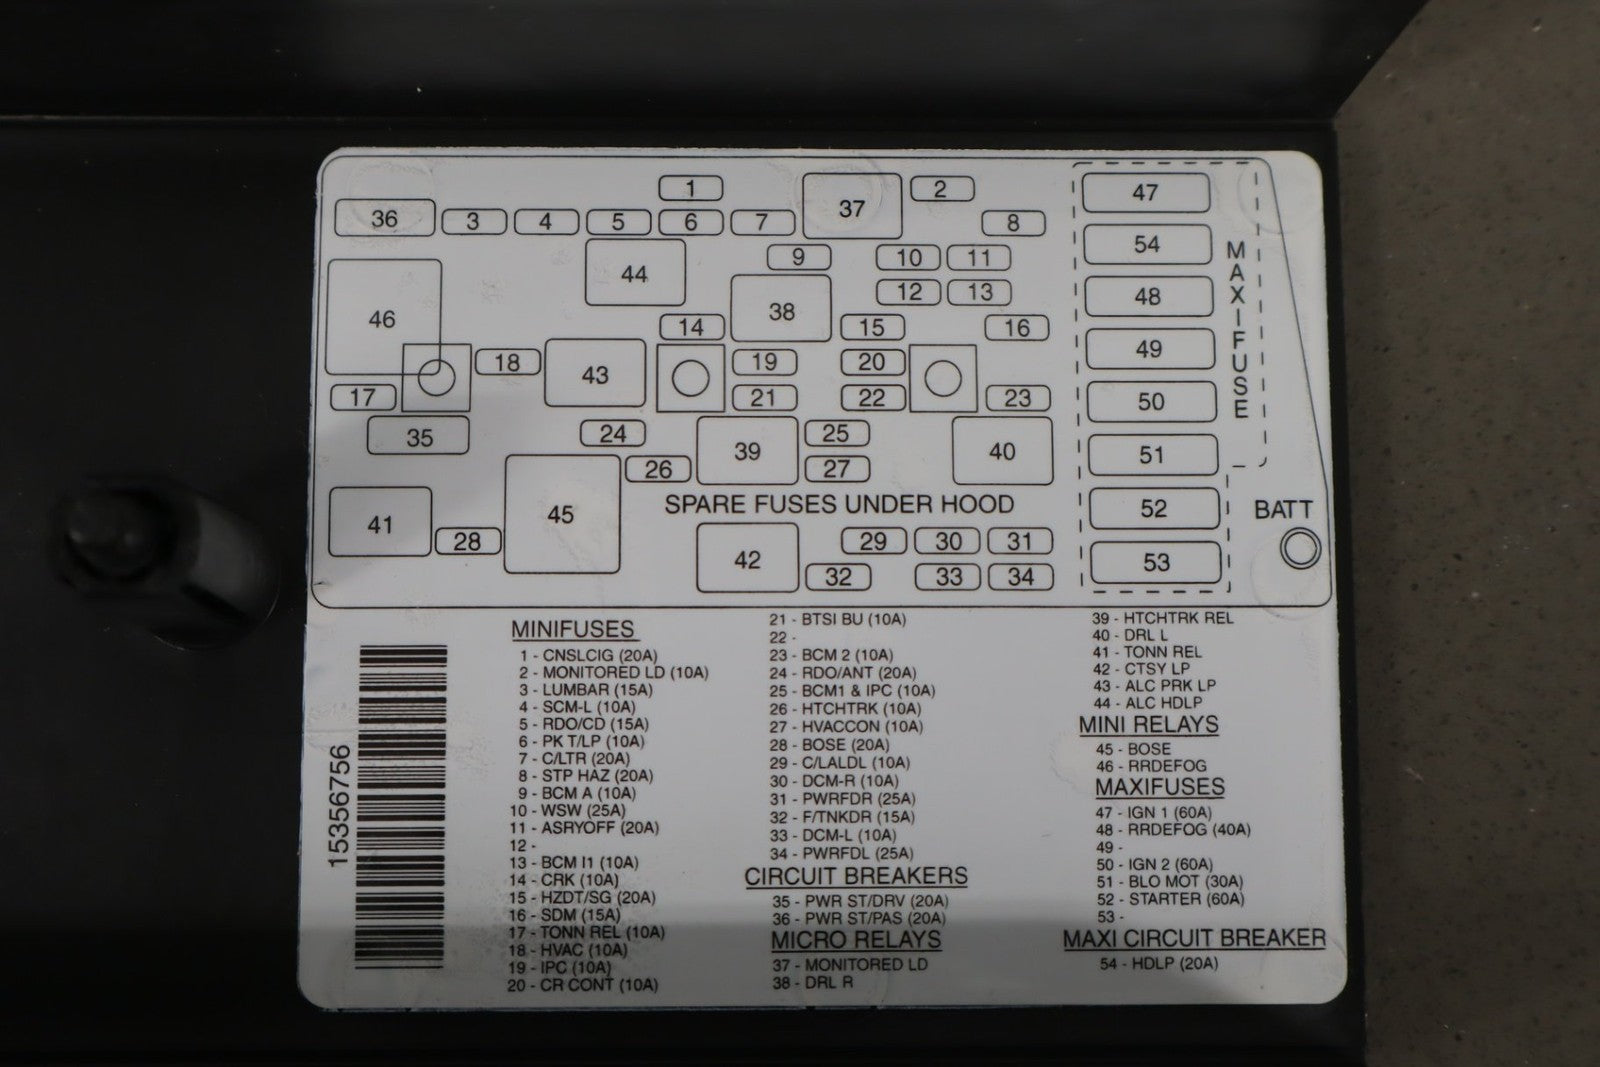 1 37 2
36 3 4 5 6 7 8
47
54
44 9 10 11
46 38 12 13
48
14 15 16
18 43 19 20
49
17 21 22 23
50
35 24 39 25 40
26 27
51
SPARE FUSES UNDER HOOD
41 28 45 42 29 30 31
32 33 34
52
53
MAXIFUSE
BATT
15356756
MINIFUSES
1 - CNSLCIG (20A)
2 - MONITORED LD (10A)
3 - LUMBAR (15A)
4 - SCM-L (10A)
5 - RDO/CD (15A)
6 - PK T/LP (10A)
7 - C/LTR (20A)
8 - STP HAZ (20A)
9 - BCM A (10A)
10 - WSW (25A)
11 - ASRYOFF (20A)
12 -
13 - BCM I1 (10A)
14 - CRK (10A)
15 - HZDT/SG (20A)
16 - SDM (15A)
17 - TONN REL (10A)
18 - HVAC (10A)
19 - IPC (10A)
20 - CR CONT (10A)
21 - BTSI BU (10A)
22 -
23 - BCM 2 (10A)
24 - RDO/ANT (20A)
25 - BCM1 & IPC (10A)
26 - HTCHTRK (10A)
27 - HVACCON (10A)
28 - BOSE (20A)
29 - C/LALDL (10A)
30 - DCM-R (10A)
31 - PWRFDR (25A)
32 - F/TNKDR (15A)
33 - DCM-L (10A)
34 - PWRFDL (25A)
CIRCUIT BREAKERS
35 - PWR ST/DRV (20A)
36 - PWR ST/PAS (20A)
MICRO RELAYS
37 - MONITORED LD
38 - DRL R
39 - HTCHTRK REL
40 - DRL L
41 - TONN REL
42 - CTSY LP
43 - ALC PRK LP
44 - ALC HDLP
MINI RELAYS
45 - BOSE
46 - RRDEFOG
MAXIFUSES
47 - IGN 1 (60A)
48 - RRDEFOG (40A)
49 -
50 - IGN 2 (60A)
51 - BLO MOT (30A)
52 - STARTER (60A)
53 -
MAXI CIRCUIT BREAKER
54 - HDLP (20A)